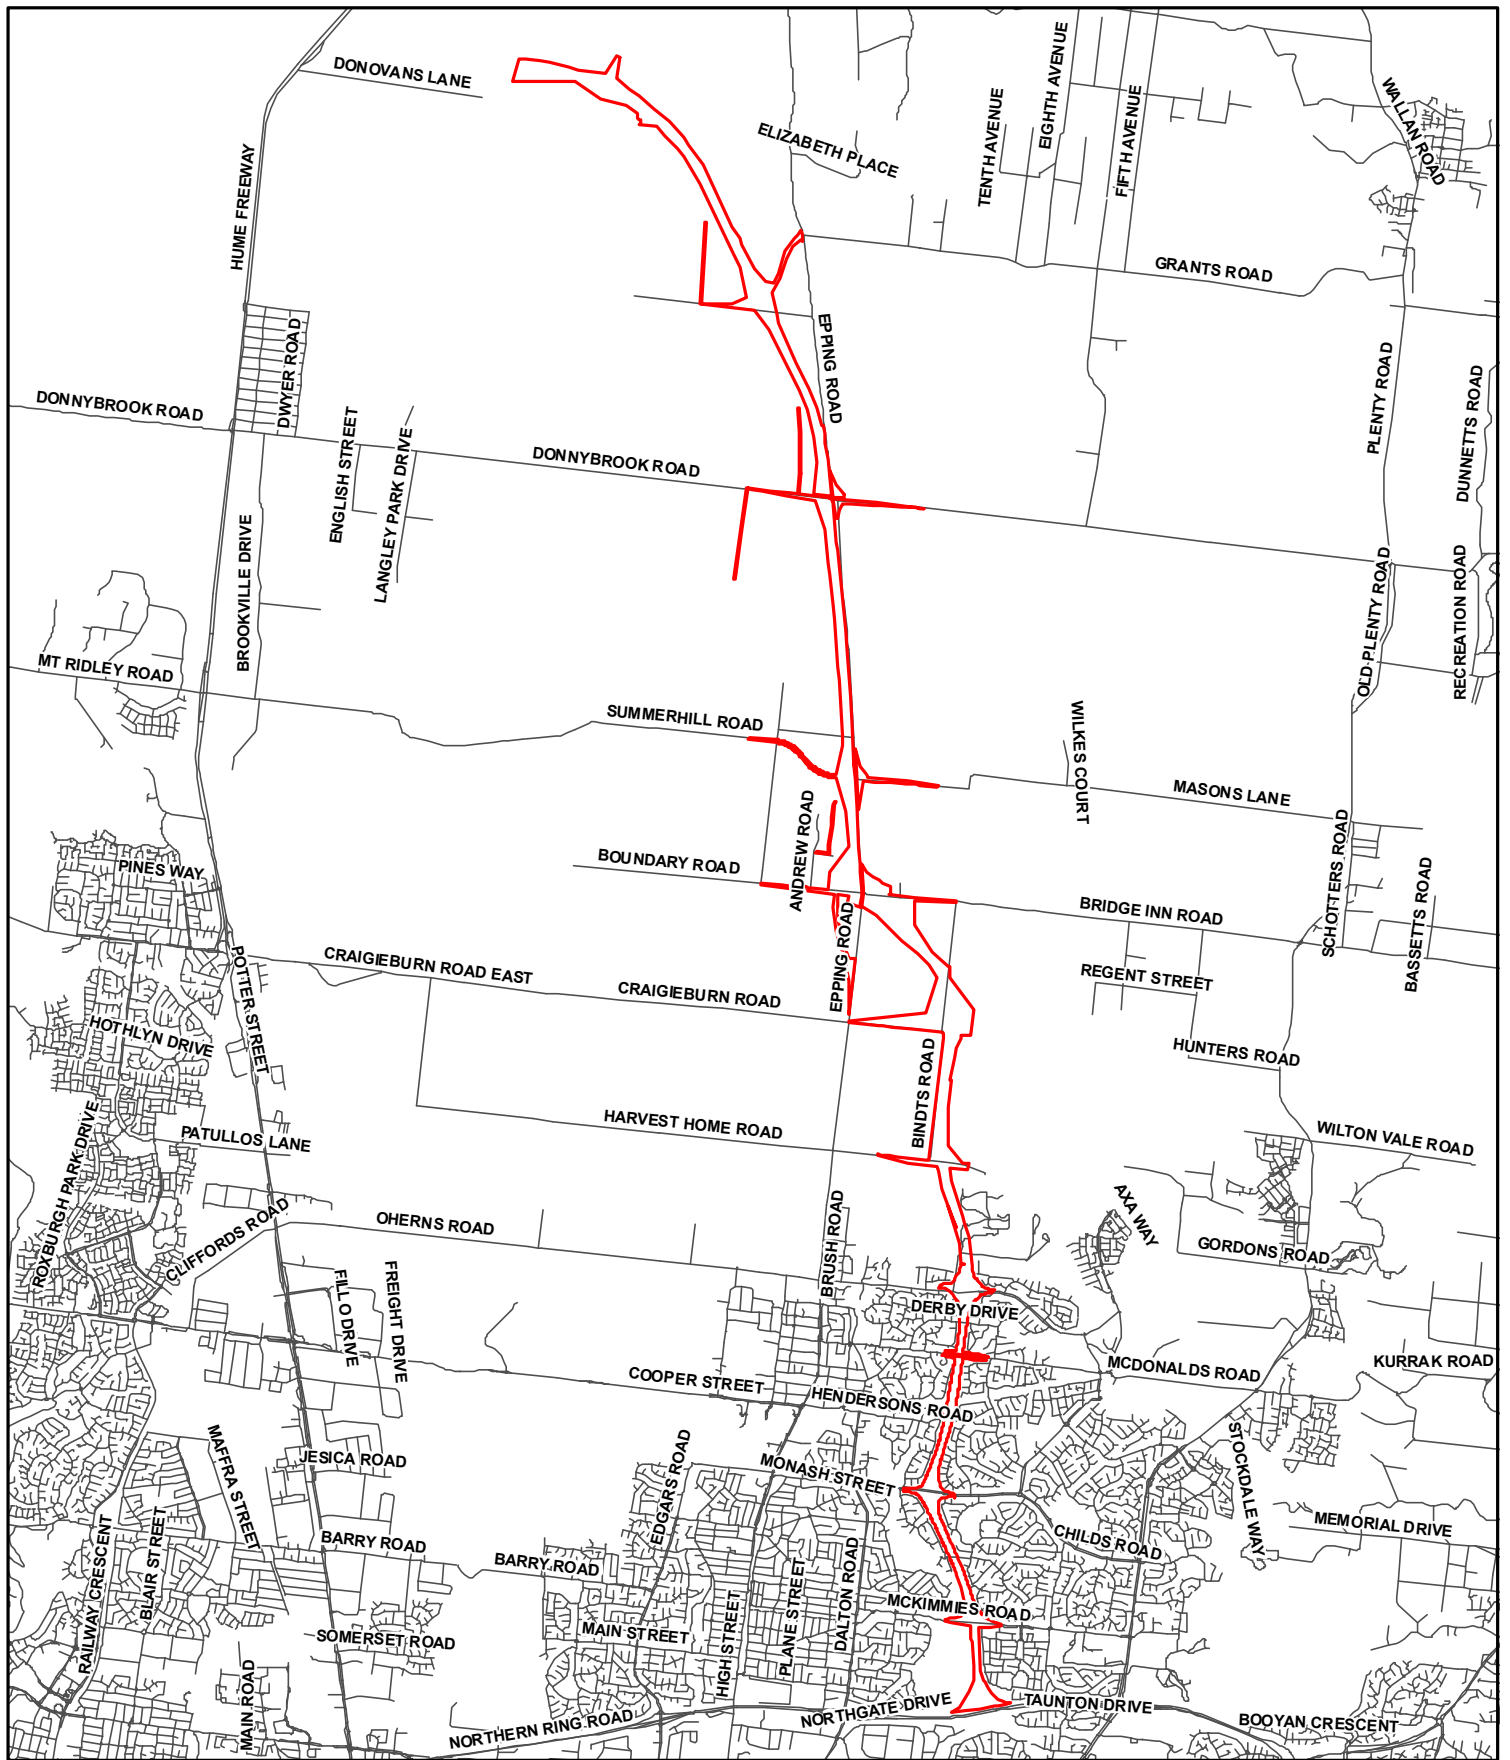 DONOVANS LANE
EIGHTH AVENUE
TENTH AVENUE
FIFTH AVENUE
WALLAN ROAD
ELIZABETH PLACE
HUME FREEWAY
GRANTS ROAD
EPPING ROAD
DWYER ROAD
PLENTY ROAD
DUNNETTS ROAD
DONNYBROOK ROAD
ENGLISH STREET
LANGLEY PARK DRIVE
DONNYBROOK ROAD
BROOKVILLE DRIVE
OLD PLENTY ROAD
RECREATION ROAD
MT RIDLEY ROAD
SUMMERHILL ROAD
WILKES COURT
MASONS LANE
ANDREW ROAD
SCHOTTERS ROAD
PINES WAY
BOUNDARY ROAD
BASSETTS ROAD
BRIDGE INN ROAD
EPPING ROAD
POTTER STREET
CRAIGIEBURN ROAD EAST
CRAIGIEBURN ROAD
REGENT STREET
HOTHLYN DRIVE
HUNTERS ROAD
BINDTS ROAD
HARVEST HOME ROAD
PATULLOS LANE
WILTON VALE ROAD
ROXBURGH PARK DRIVE
CLIFFORDS ROAD
OHERNS ROAD
BRUSH ROAD
AXA WAY
GORDONS ROAD
FILLO DRIVE
FREIGHT DRIVE
DERBY DRIVE
COOPER STREET
MCDONALDS ROAD
KURRAK ROAD
HENDERSONS ROAD
MAFFRA STREET
JESICA ROAD
EDGARS ROAD
MONASH STREET
STOCKDALE WAY
RAILWAY CRESCENT
BLAIR STREET
BARRY ROAD
BARRY ROAD
CHILDS ROAD
MEMORIAL DRIVE
HIGH STREET
PLANE STREET
DALTON ROAD
MCKIMMIES ROAD
SOMERSET ROAD
MAIN STREET
MAIN ROAD
NORTHERN RING ROAD
NORTHGATE DRIVE
TAUNTON DRIVE
BOOYAN CRESCENT